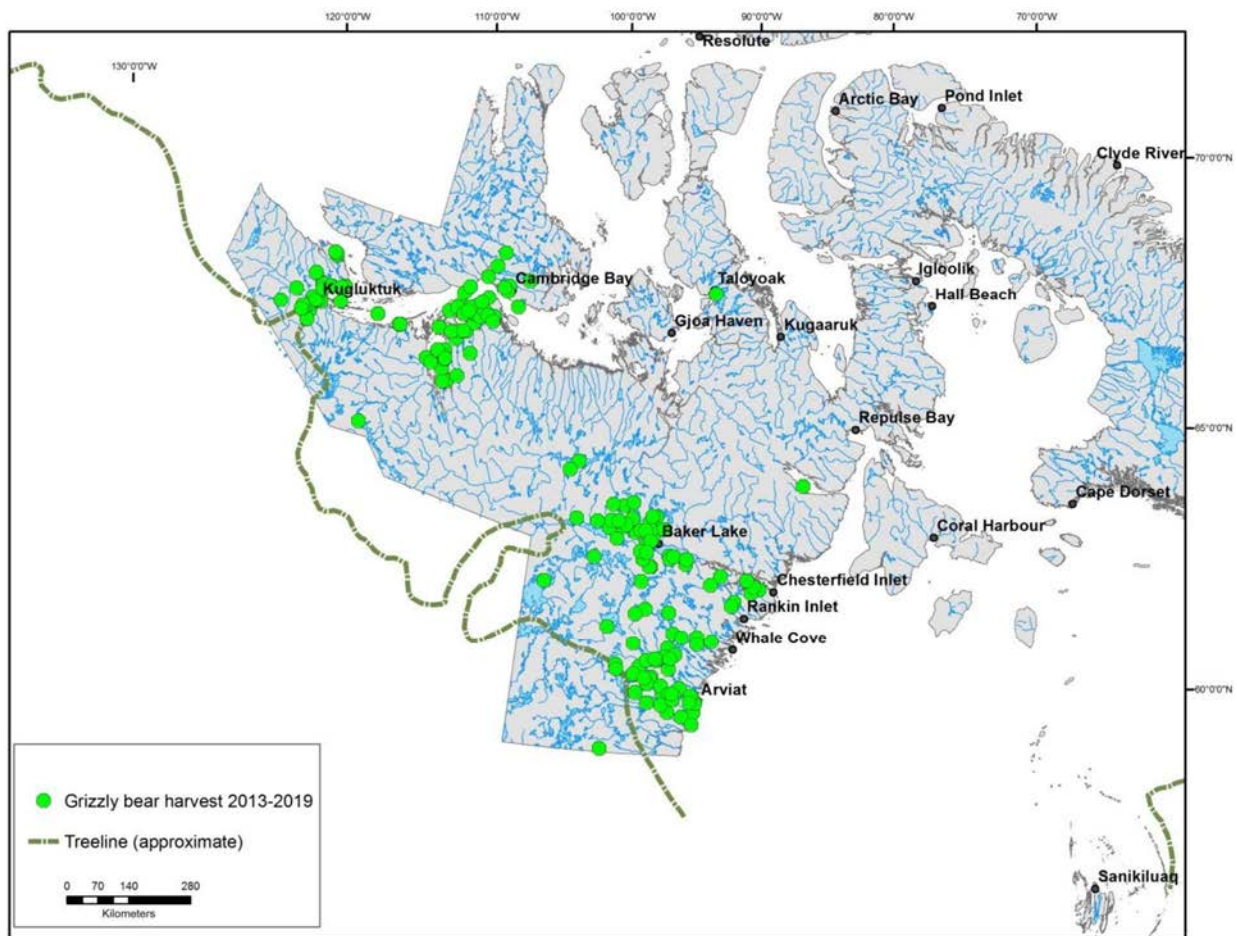 120°0'0"W 110°0'0"W 100°0'0"W 90°0'0"W 80°0'0"W 70°0'0"W
130°0'0"W
Resolute
Arctic Bay
Pond Inlet
Clyde River
70°0'0"N
Kugluktuk
Cambridge Bay
Taloyoak
Igloolik
Hall Beach
Gjoa Haven
Kugaaruk
Repulse Bay
65°0'0"N
Cape Dorset
Baker Lake
Coral Harbour
Chesterfield Inlet
Rankin Inlet
Whale Cove
Arviat
60°0'0"N
Grizzly bear harvest 2013-2019
Treeline (approximate)
0 70 140 280
Kilometers
Sanikiluaq